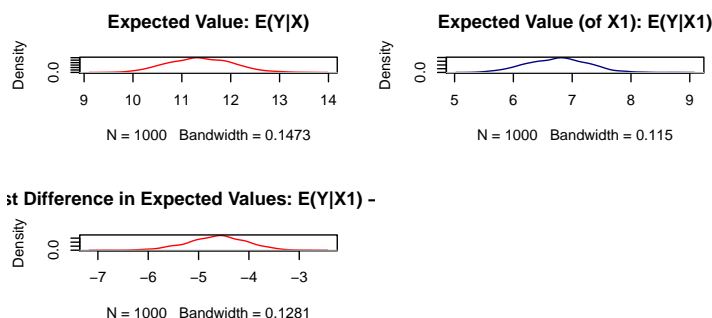 Expected Value: E(Y|X)
Density
0.0
9 10 11 12 13 14
N = 1000 Bandwidth = 0.1473
Expected Value (of X1): E(Y|X1)
Density
0.0
5 6 7 8 9
N = 1000 Bandwidth = 0.115
st Difference in Expected Values: E(Y|X1) −
Density
0.0
−7 −6 −5 −4 −3
N = 1000 Bandwidth = 0.1281